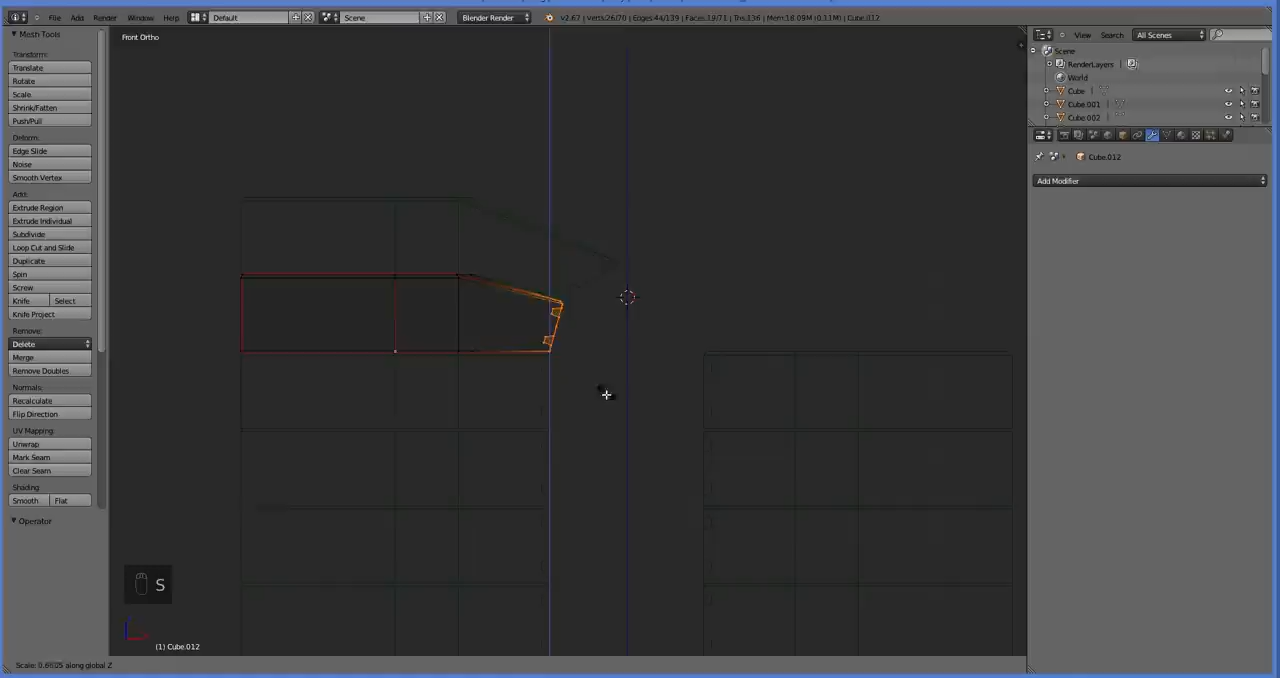 File Add Render Window Help Default Scene Blender Render v2.67 | Verts:26/70 | Edges:44/139 | Faces:19/71 | Tris:136 | Mem:18.09M (0.11M) | Cube.012
Mesh Tools
Front Ortho
View Search All Scenes
Scene
RenderLayers
World
Cube
Cube.001
Cube.002
Cube.012
Add Modifier
Transform:
Translate
Rotate
Scale
Shrink/Fatten
Push/Pull
Deform:
Edge Slide
Noise
Smooth Vertex
Add:
Extrude Region
Extrude Individual
Subdivide
Loop Cut and Slide
Duplicate
Spin
Screw
Knife Select
Knife Project
Remove:
Delete
Merge
Remove Doubles
Normals:
Recalculate
Flip Direction
UV Mapping:
Unwrap
Mark Seam
Clear Seam
Shading:
Smooth Flat
Operator
S
(1) Cube.012
Scale: 0.6605 along global Z